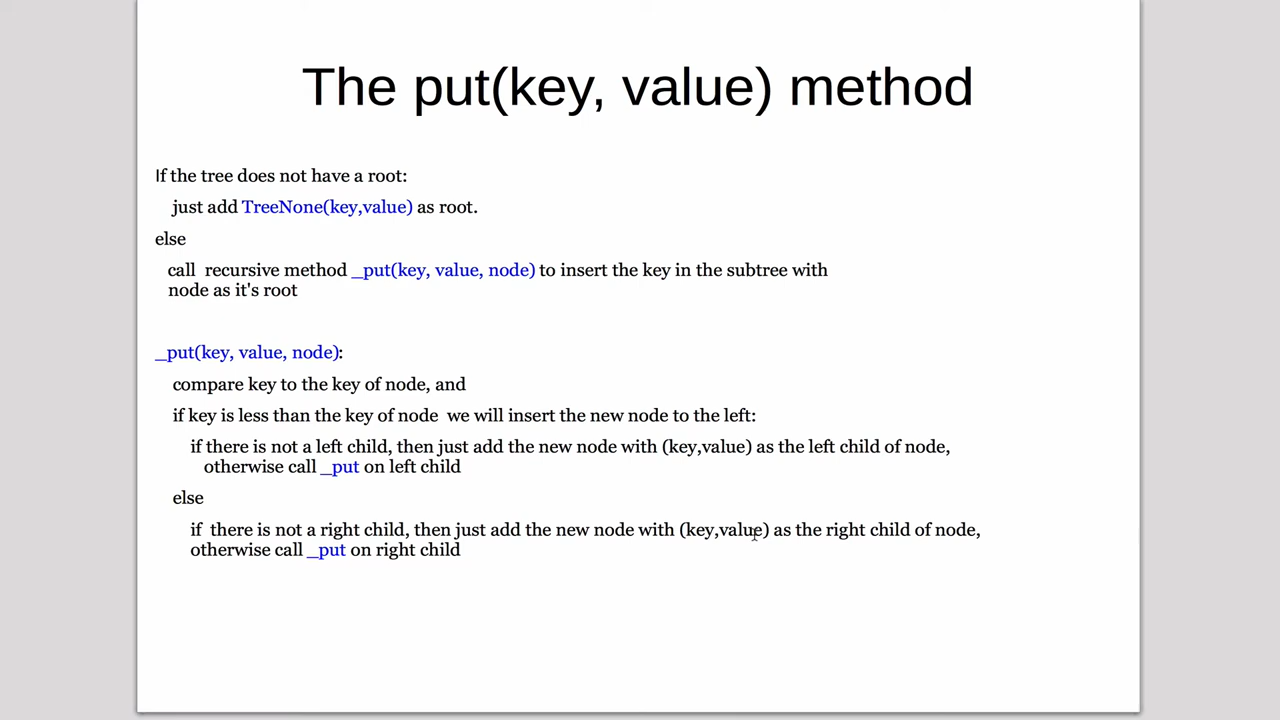 The put(key, value) method
If the tree does not have a root:
just add TreeNone(key,value) as root.
else
call recursive method _put(key, value, node) to insert the key in the subtree with
node as it's root
_put(key, value, node):
compare key to the key of node, and
if key is less than the key of node we will insert the new node to the left:
if there is not a left child, then just add the new node with (key,value) as the left child of node,
otherwise call _put on left child
else
if there is not a right child, then just add the new node with (key,value) as the right child of node,
otherwise call _put on right child